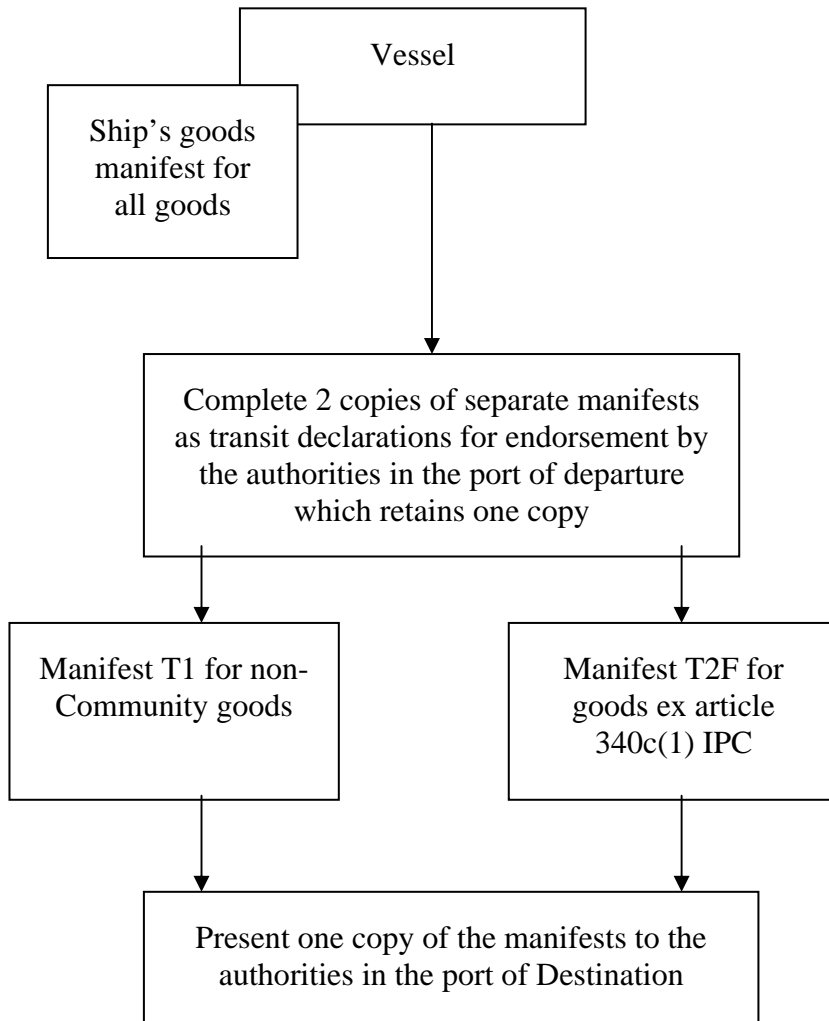 Vessel
Ship’s goods
manifest for
all goods
Complete 2 copies of separate manifests
as transit declarations for endorsement by
the authorities in the port of departure
which retains one copy
Manifest T1 for non-
Community goods
Manifest T2F for
goods ex article
340c(1) IPC
Present one copy of the manifests to the
authorities in the port of Destination